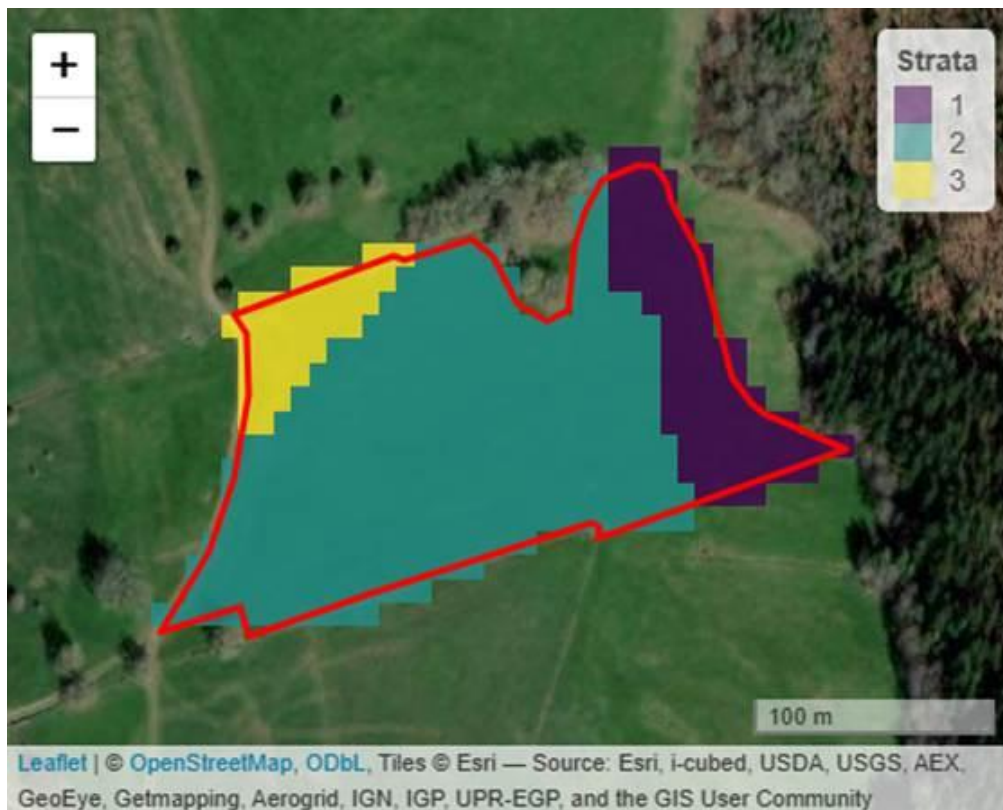 +
−
Strata
1
2
3
100 m
Leaflet | © OpenStreetMap, ODbL, Tiles © Esri — Source: Esri, i-cubed, USDA, USGS, AEX,
GeoEye, Getmapping, Aerogrid, IGN, IGP, UPR-EGP, and the GIS User Community